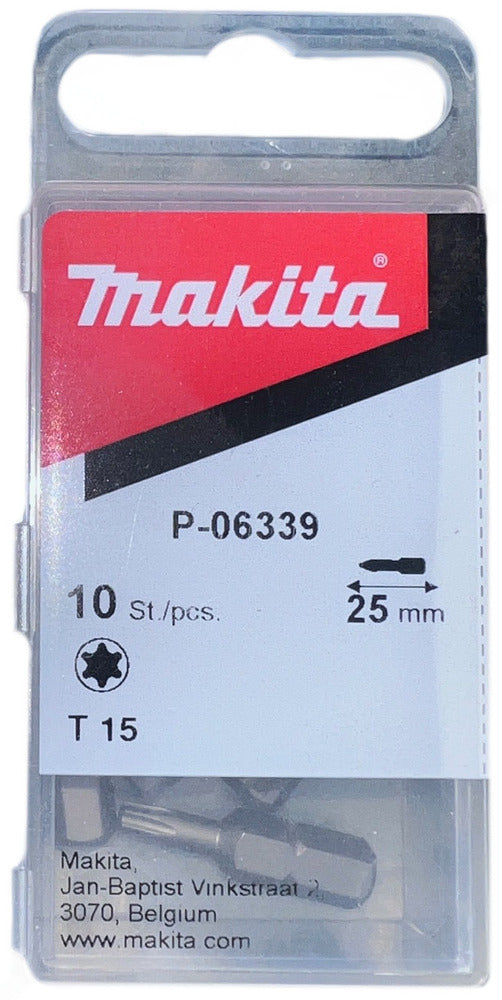 makita®
P-06339
10 St./pcs.
25 mm
T 15
Makita,
Jan-Baptist Vinkstraat 2,
3070, Belgium
www.makita.com